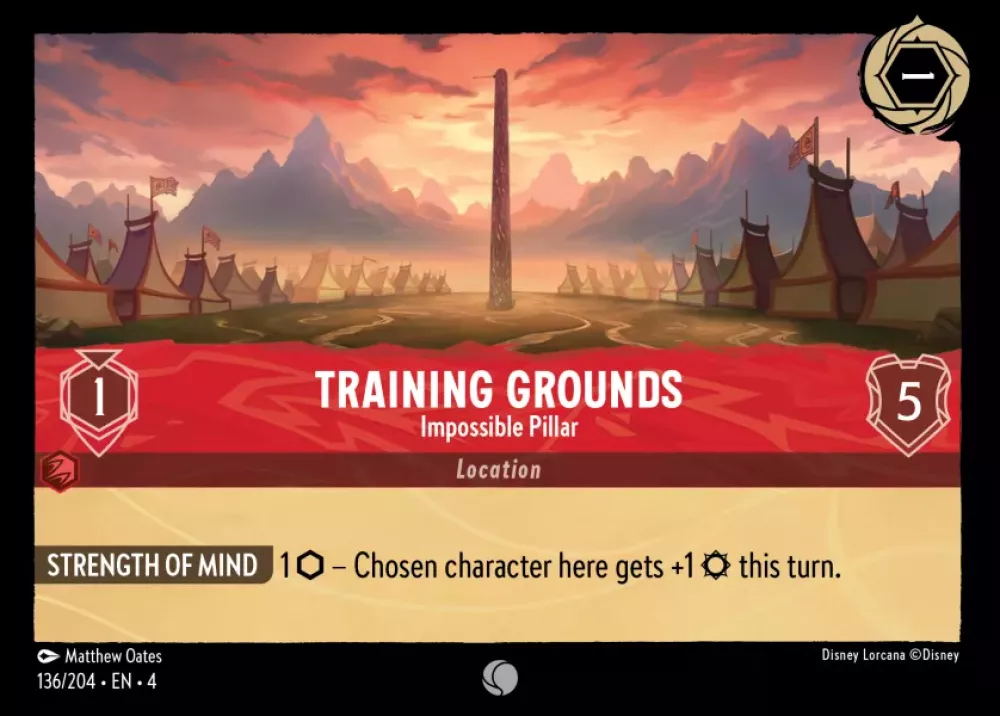 1
1
TRAINING GROUNDS
5
Impossible Pillar
Location
STRENGTH OF MIND 1 – Chosen character here gets +1 this turn.
Matthew Oates
Disney Lorcana ©Disney
136/204 • EN • 4